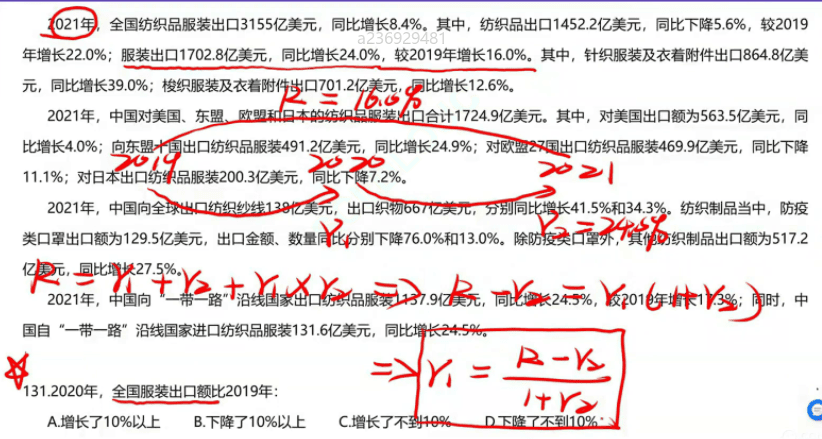 2021年，全国纺织品服装出口3155亿美元，同比增长8.4%。其中，纺织品出口1452.2亿美元，同比下降5.6%，较2019
a236929481
年增长22.0%；服装出口1702.8亿美元，同比增长24.0%，较2019年增长16.0%。其中，针织服装及衣着附件出口864.8亿美
元，同比增长39.0%；梭织服装及衣着附件出口701.2亿美元，同比增长12.6%。
R = 16.0%
2021年，中国对美国、东盟、欧盟和日本的纺织品服装出口合计1724.9亿美元。其中，对美国出口额为563.5亿美元，同
比增长4.0%；向东盟十国出口纺织品服装491.2亿美元，同比增长24.9%；对欧盟27国出口纺织品服装469.9亿美元，同比下降
2019 2020 2021
11.1%；对日本出口纺织品服装200.3亿美元，同比下降7.2%。
2021年，中国向全球出口纺织纱线138亿美元，出口织物667亿美元，分别同比增长41.5%和34.3%。纺织制品当中，防疫
r₁ r₂=24.0%
类口罩出口额为129.5亿美元，出口金额、数量同比分别下降76.0%和13.0%。除防疫类口罩外，其他纺织制品出口额为517.2
亿美元，同比增长27.5%。
R = r₁ + r₂ + r₁ × r₂ => R - r₂ = r₁(1+r₂)
2021年，中国向“一带一路”沿线国家出口纺织品服装1137.9亿美元，同比增长24.5%，较2019年增长17.3%；同时，中
国自“一带一路”沿线国家进口纺织品服装131.6亿美元，同比增长24.5%。
=> r₁ = R-r₂ / 1+r₂
131.2020年，全国服装出口额比2019年：
A.增长了10%以上 B.下降了10%以上 C.增长了不到10% D.下降了不到10%